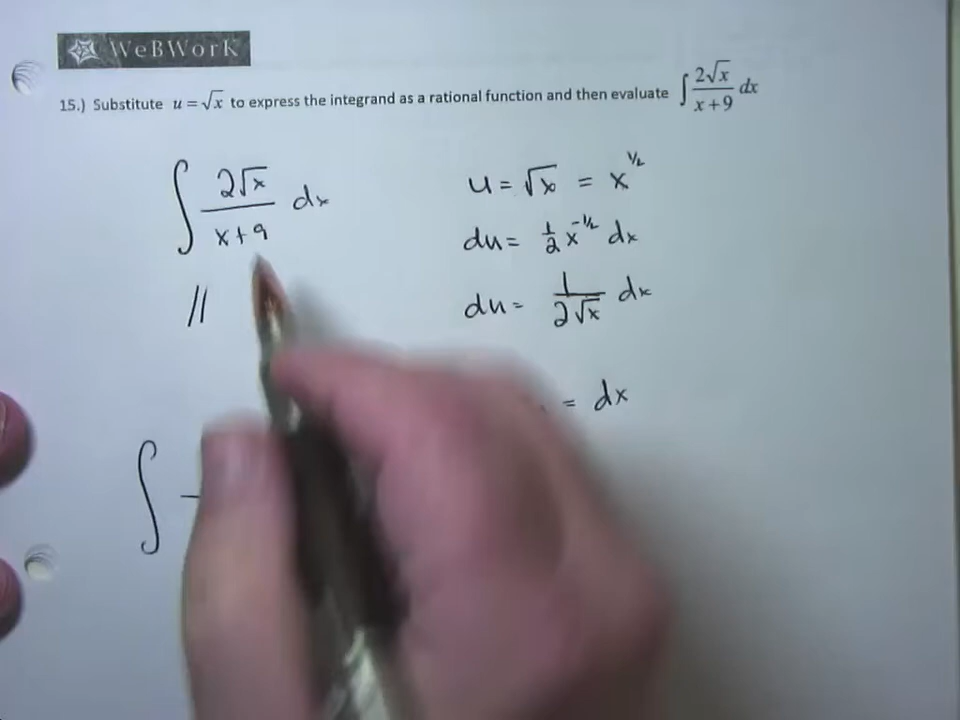 WeBWorK
15.) Substitute u = √x to express the integrand as a rational function and then evaluate ∫ 2√x / x+9 dx
∫ 2√x / x+9 dx
u = √x = x^1/2
du = 1/2 x^-1/2 dx
du = 1 / 2√x dx
//
= dx
∫